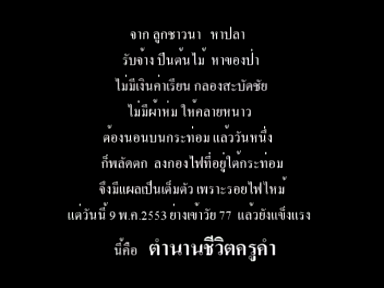 จาก ลูกชาวนา หาปลา
รับจ้าง ปีนต้นไม้ หาของป่า
ไม่มีเงินค่าเรียน กลองสะบัดชัย
ไม่มีผ้าห่ม ให้คลายหนาว
ต้องนอนบนกระท่อม แล้ววันหนึ่ง
ก็พลัดตก ลงกองไฟที่อยู่ใต้กระท่อม
จึงมีแผลเป็นเต็มตัว เพราะรอยไฟไหม้
แต่วันนี้ 9 พ.ค.2553 ย่างเข้าวัย 77 แล้วยังแข็งแรง
นี้คือ ตำนานชีวิตครูคำ